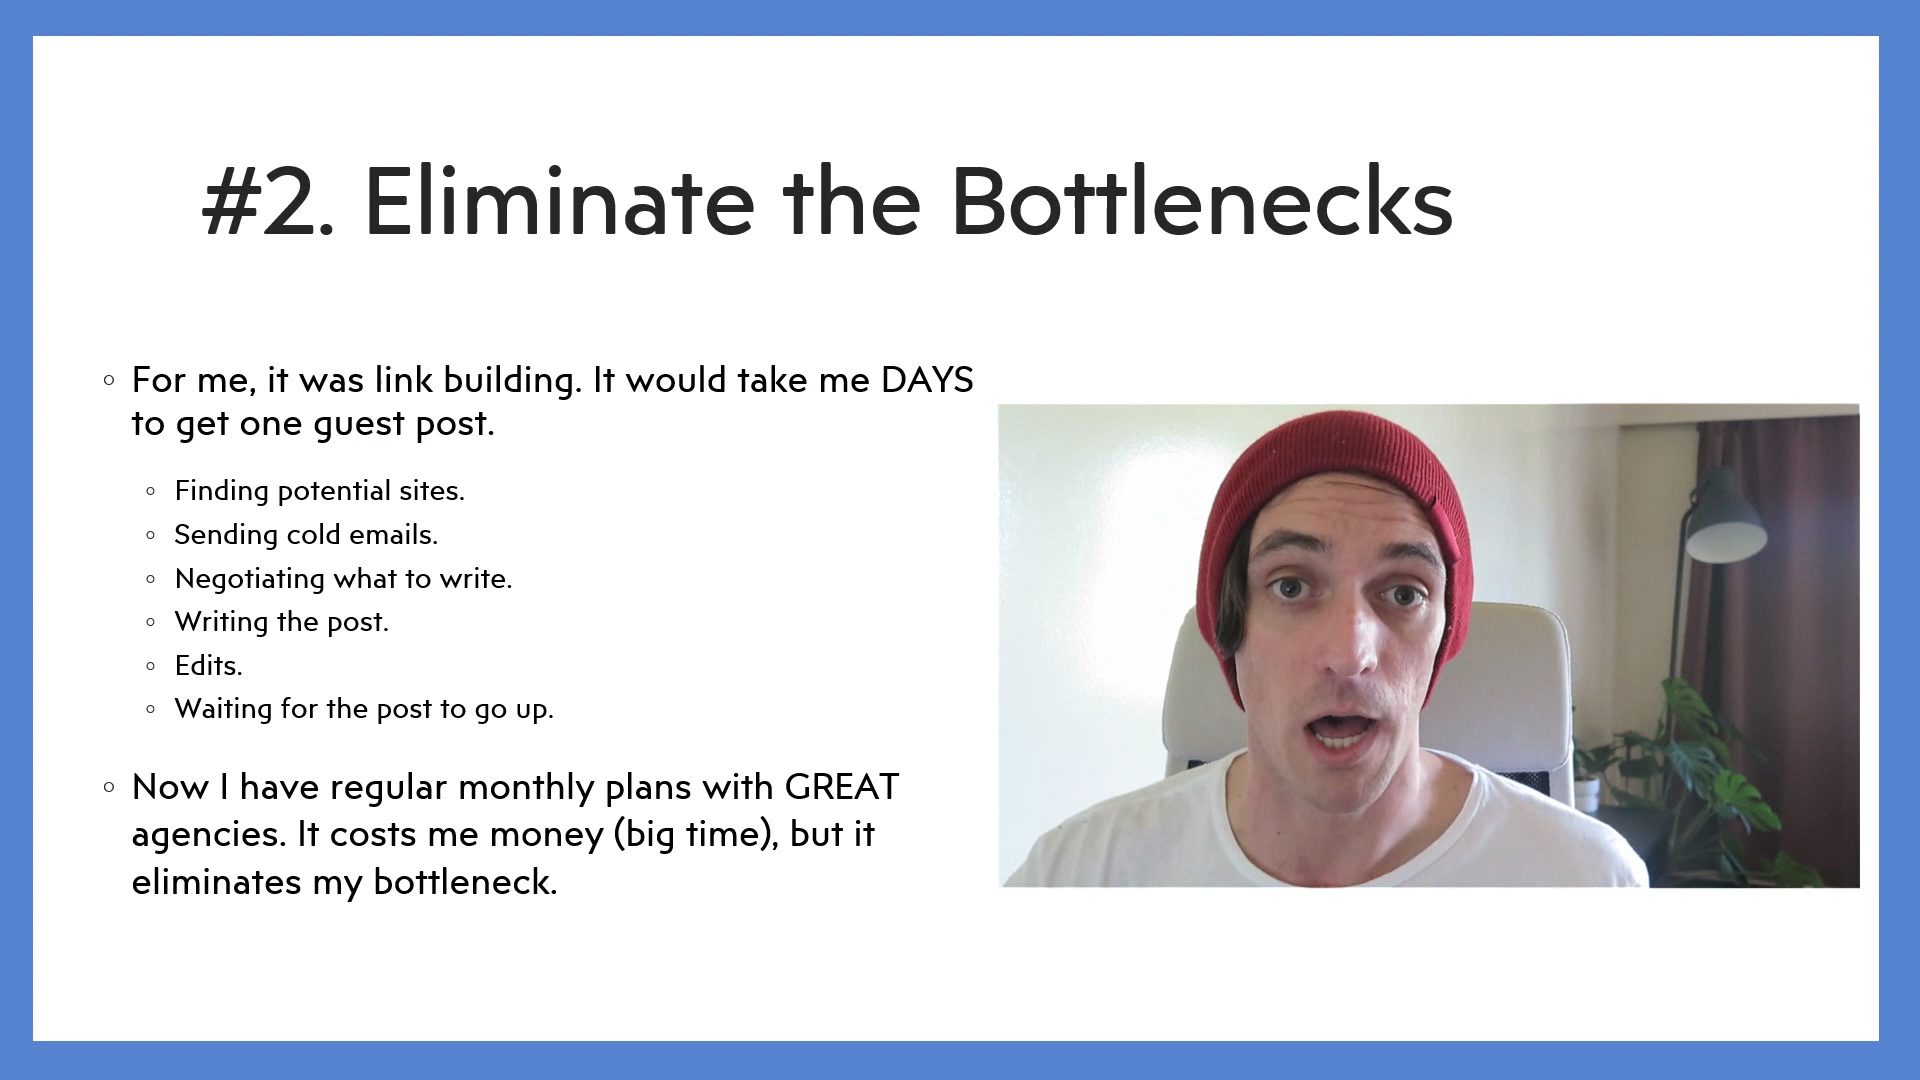 #2. Eliminate the Bottlenecks
For me, it was link building. It would take me DAYS
to get one guest post.
Finding potential sites.
Sending cold emails.
Negotiating what to write.
Writing the post.
Edits.
Waiting for the post to go up.
Now I have regular monthly plans with GREAT
agencies. It costs me money (big time), but it
eliminates my bottleneck.